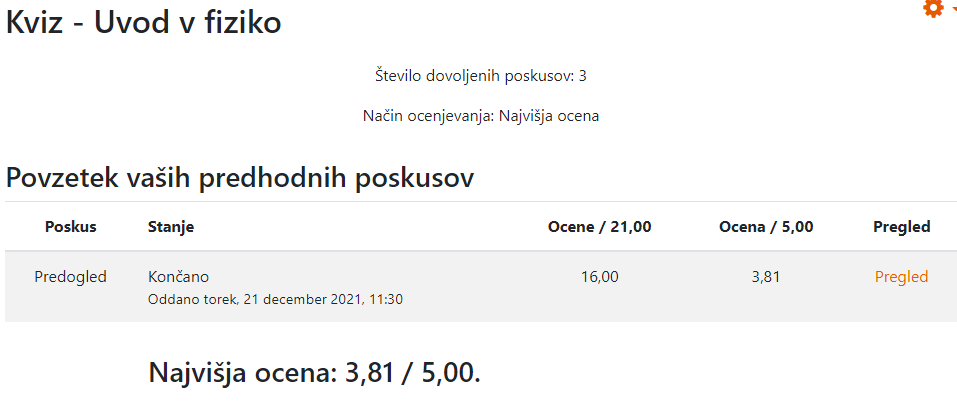 Kviz - Uvod v fiziko
Število dovoljenih poskusov: 3
Način ocenjevanja: Najvišja ocena
Povzetek vaših predhodnih poskusov
Poskus Stanje Ocene / 21,00 Ocena / 5,00 Pregled
Predogled Končano 16,00 3,81 Pregled
Oddano torek, 21 december 2021, 11:30
Najvišja ocena: 3,81 / 5,00.